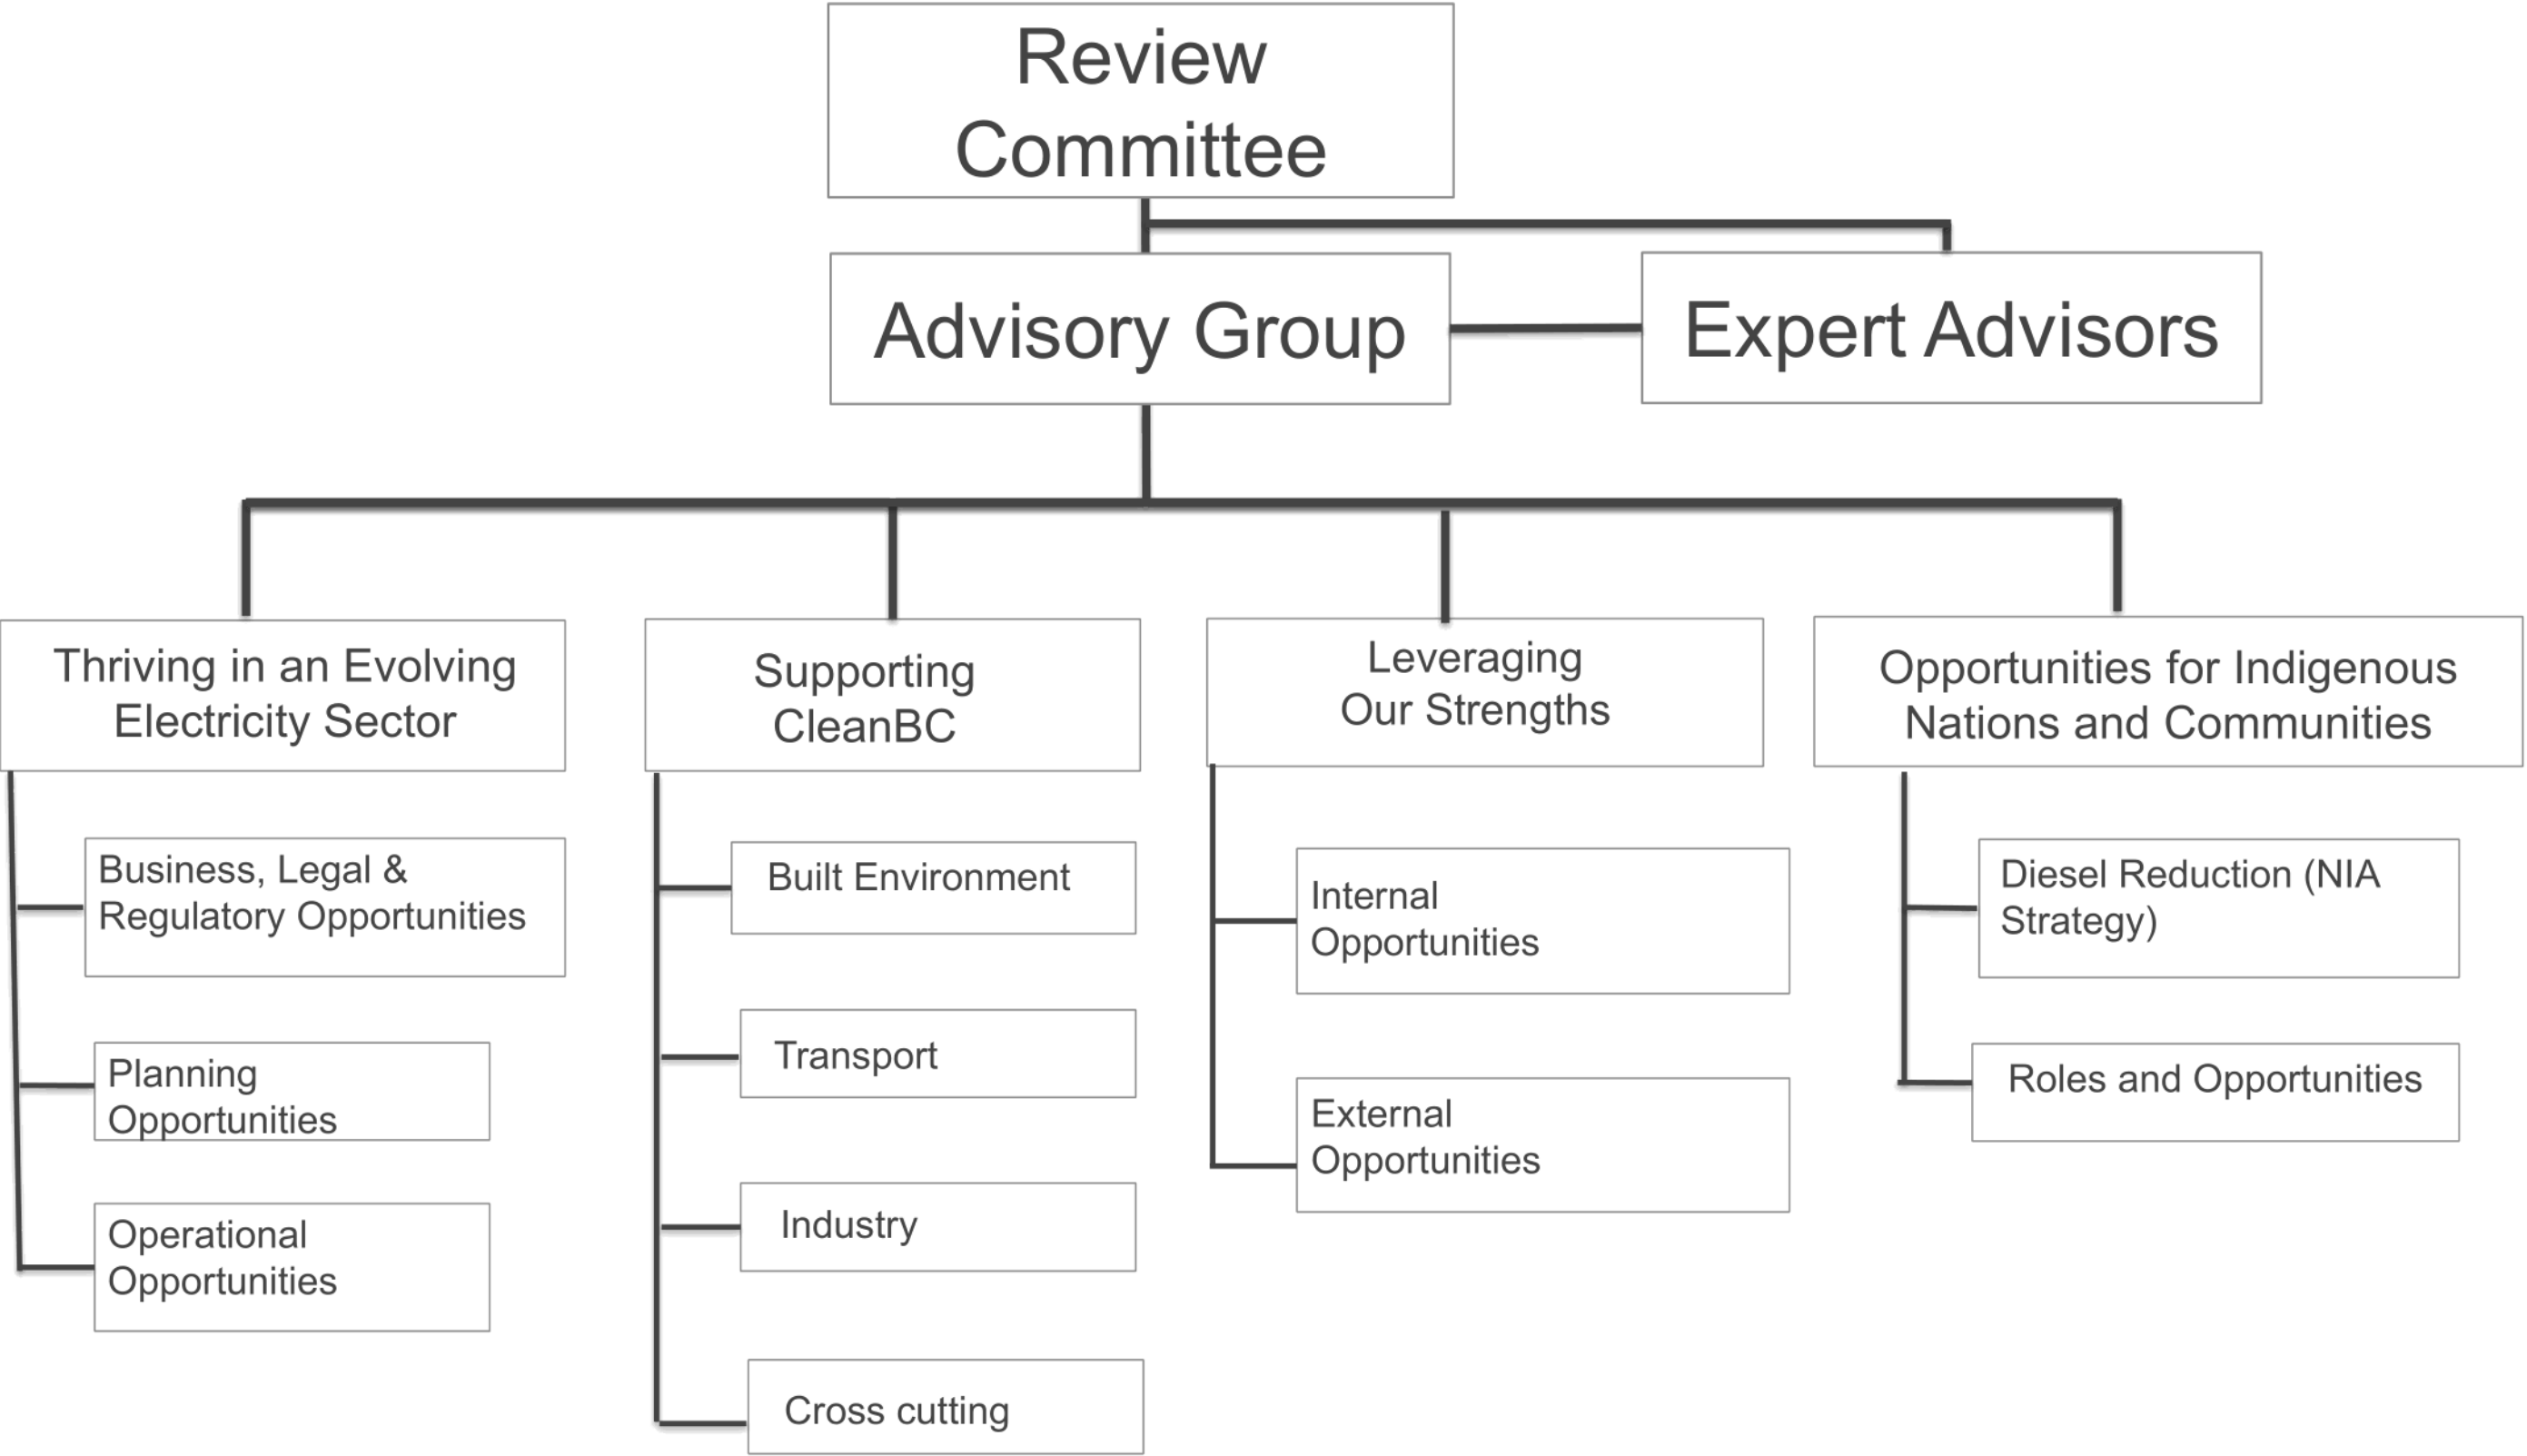 Review
Committee
Advisory Group
Expert Advisors
Thriving in an Evolving
Electricity Sector
Business, Legal &
Regulatory Opportunities
Planning
Opportunities
Operational
Opportunities
Supporting
CleanBC
Built Environment
Transport
Industry
Cross cutting
Leveraging
Our Strengths
Internal
Opportunities
External
Opportunities
Opportunities for Indigenous
Nations and Communities
Diesel Reduction (NIA
Strategy)
Roles and Opportunities